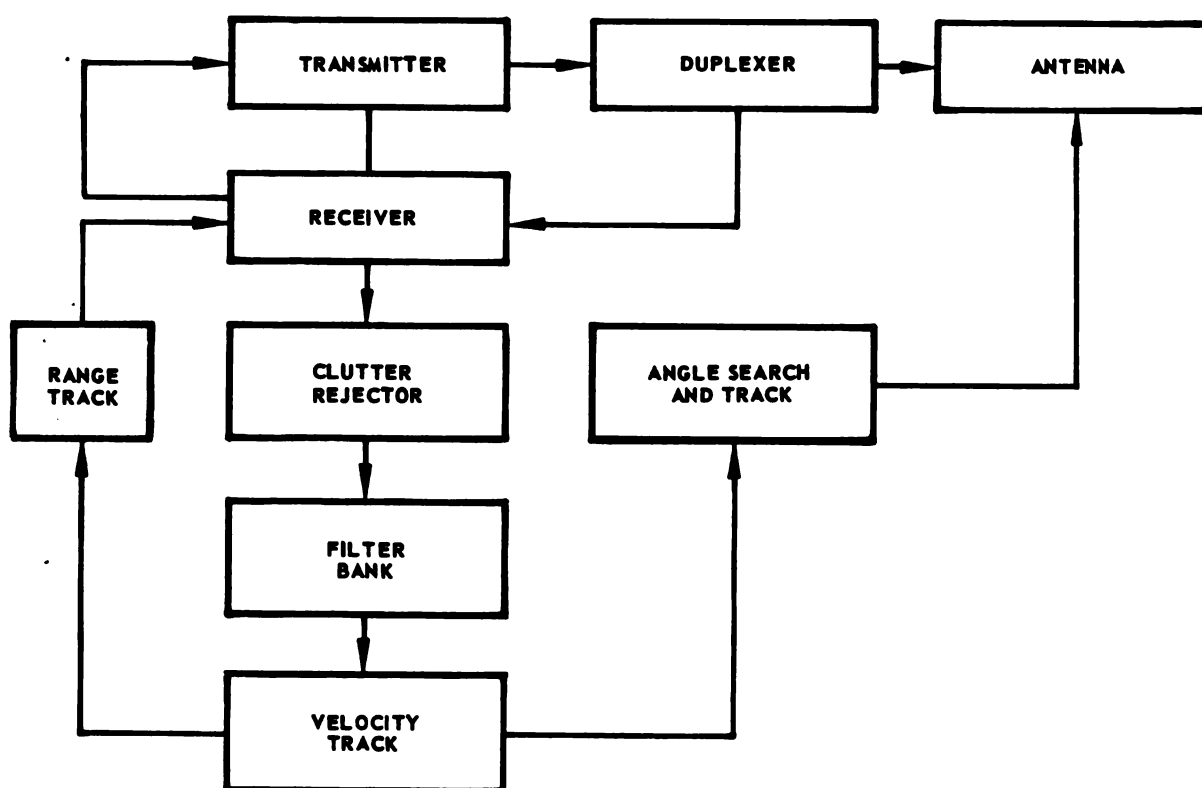 TRANSMITTER
DUPLEXER
ANTENNA
RECEIVER
RANGE
TRACK
CLUTTER
REJECTOR
ANGLE SEARCH
AND TRACK
FILTER
BANK
VELOCITY
TRACK